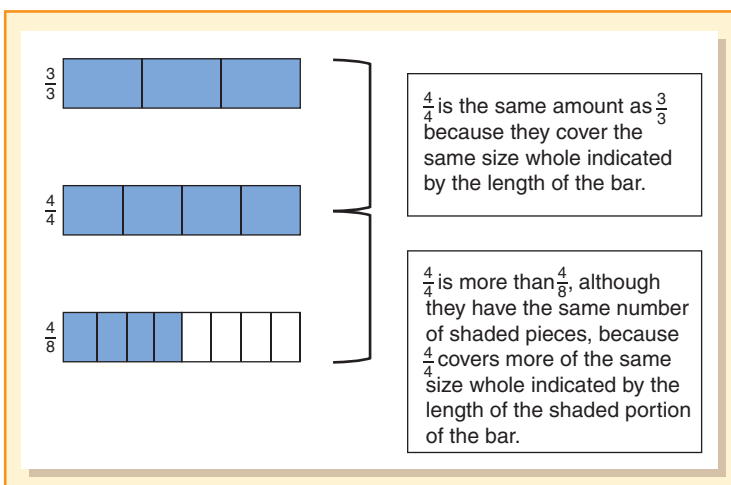 3/3
4/4 is the same amount as 3/3
because they cover the
same size whole indicated
by the length of the bar.
4/4
4/4 is more than 4/8, although
they have the same number
of shaded pieces, because
4/4 covers more of the same
size whole indicated by the
length of the shaded portion
of the bar.
4/8